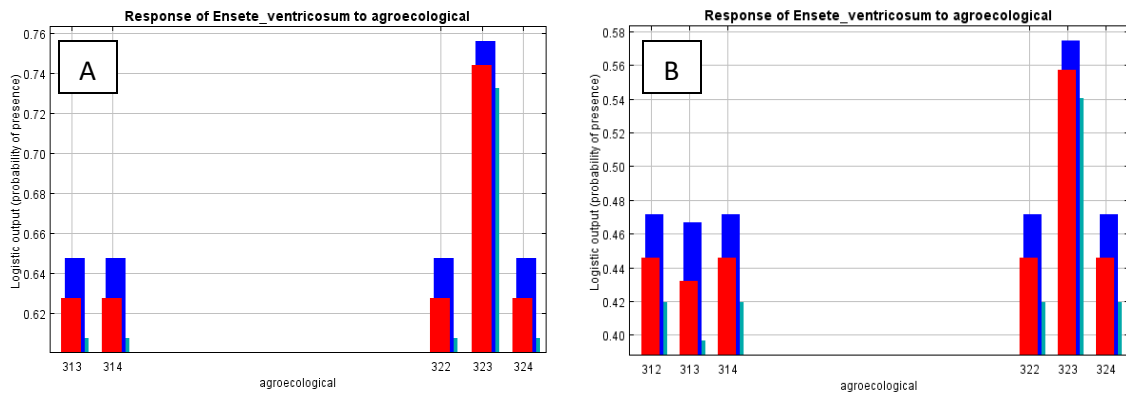 Response of Ensete_ventricosum to agroecological
A
Logistic output (probability of presence)
0.76
0.74
0.72
0.70
0.68
0.66
0.64
0.62
313 314 322 323 324
agroecological
Response of Ensete_ventricosum to agroecological
B
Logistic output (probability of presence)
0.58
0.56
0.54
0.52
0.50
0.48
0.46
0.44
0.42
0.40
312 313 314 322 323 324
agroecological